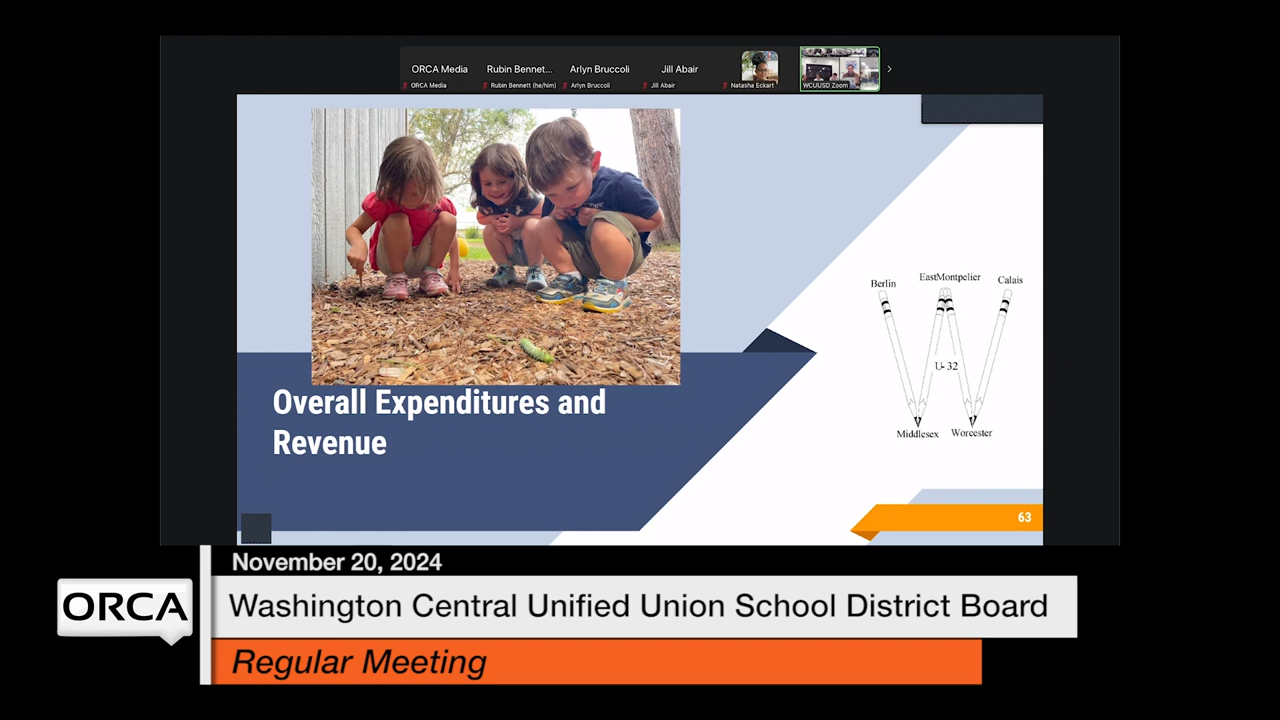 ORCA Media
Rubin Bennet...
Arlyn Bruccoli
Jill Abair
ORCA Media
Rubin Bennett (he/him)
Arlyn Bruccoli
Jill Abair
Natasha Eckart
WCUUSD Zoom
Overall Expenditures and
Revenue
Berlin
EastMontpelier
Calais
U-32
Middlesex
Worcester
63
November 20, 2024
ORCA
Washington Central Unified Union School District Board
Regular Meeting